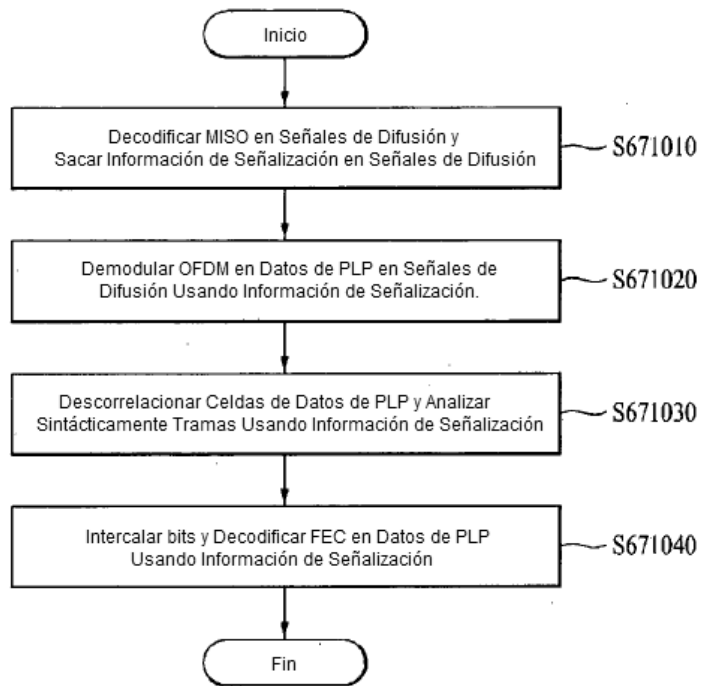 Inicio
Decodificar MISO en Señales de Difusión y
Sacar Información de Señalización en Señales de Difusión
S671010
Demodular OFDM en Datos de PLP en Señales de
Difusión Usando Información de Señalización.
S671020
Descorrelacionar Celdas de Datos de PLP y Analizar
Sintácticamente Tramas Usando Información de Señalización
S671030
Intercalar bits y Decodificar FEC en Datos de PLP
Usando Información de Señalización
S671040
Fin